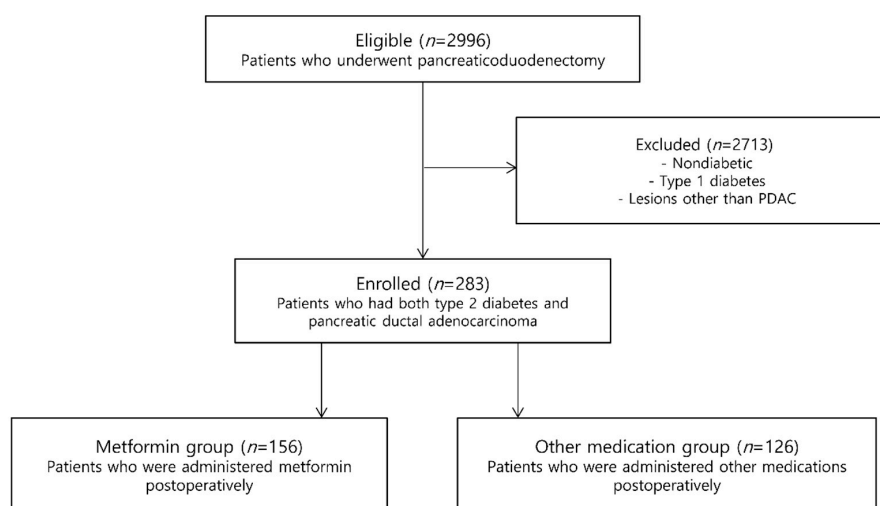 Eligible (n=2996)
Patients who underwent pancreaticoduodenectomy
Excluded (n=2713)
- Nondiabetic
- Type 1 diabetes
- Lesions other than PDAC
Enrolled (n=283)
Patients who had both type 2 diabetes and
pancreatic ductal adenocarcinoma
Metformin group (n=156)
Patients who were administered metformin
postoperatively
Other medication group (n=126)
Patients who were administered other medications
postoperatively